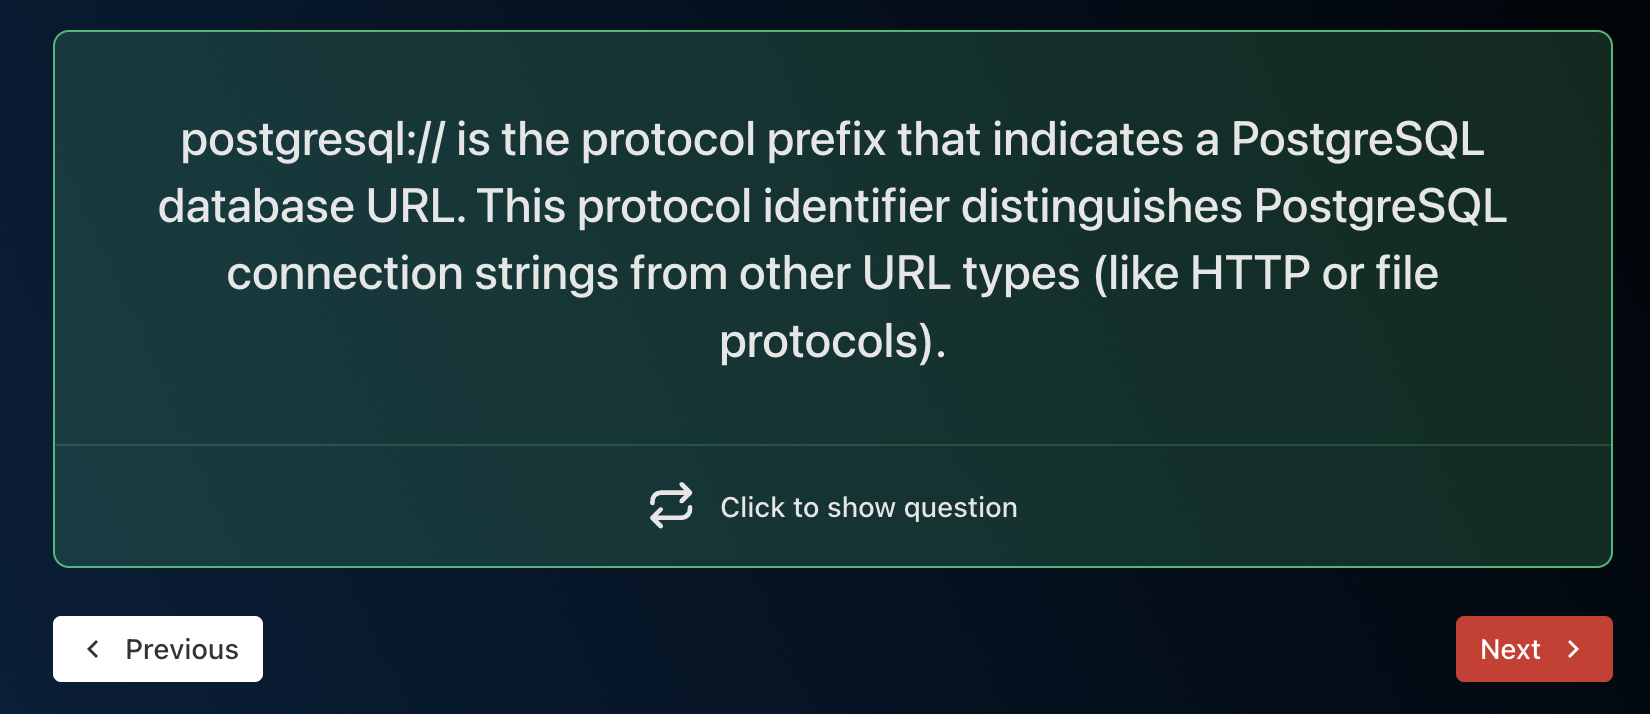 postgresql:// is the protocol prefix that indicates a PostgreSQL
database URL. This protocol identifier distinguishes PostgreSQL
connection strings from other URL types (like HTTP or file
protocols).
Click to show question
Previous
Next